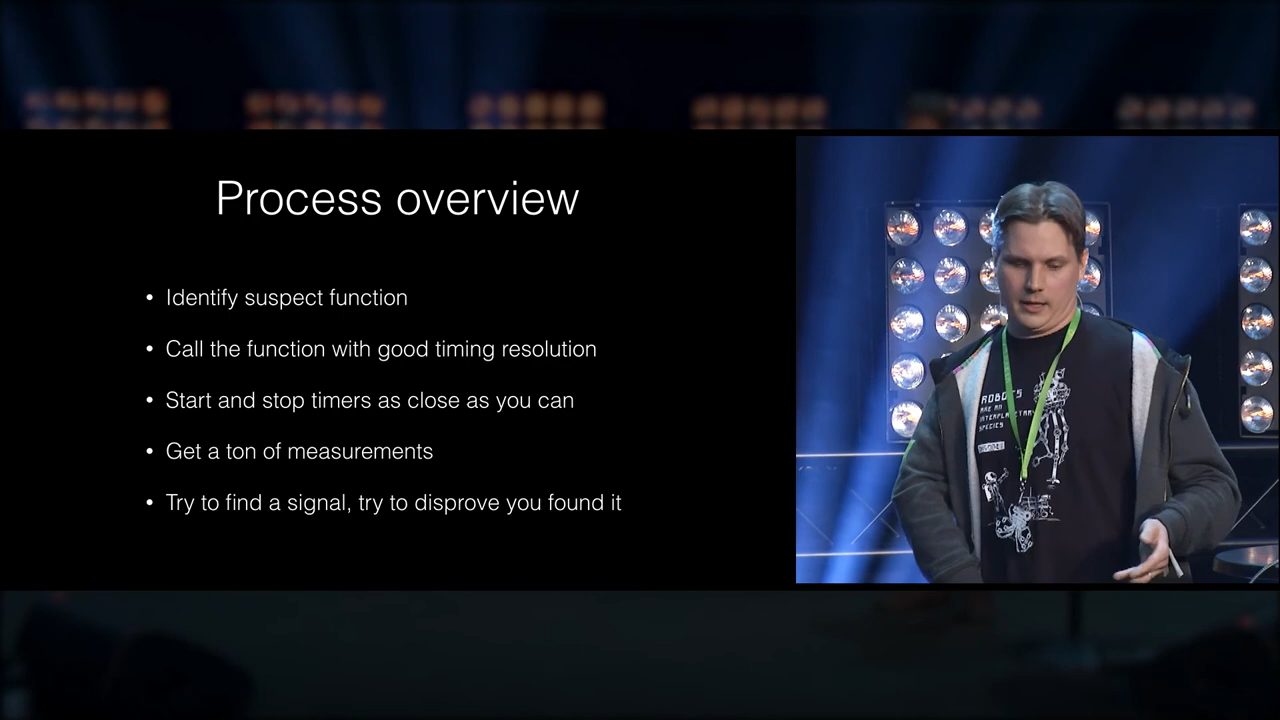 Process overview
• Identify suspect function
• Call the function with good timing resolution
• Start and stop timers as close as you can
• Get a ton of measurements
• Try to find a signal, try to disprove you found it
ROBOTS
ARE AN
INTERPLANETARY
SPECIES